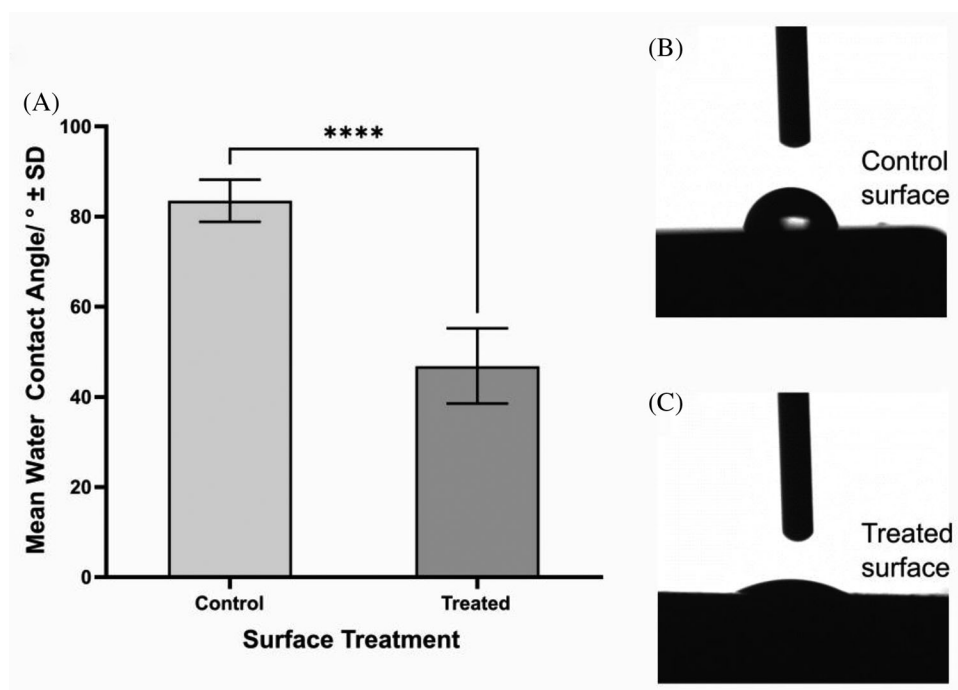 (A)
Mean Water Contact Angle/ ° ± SD
100
80
60
40
20
0
****
Control
Treated
Surface Treatment
(B)
Control
surface
(C)
Treated
surface